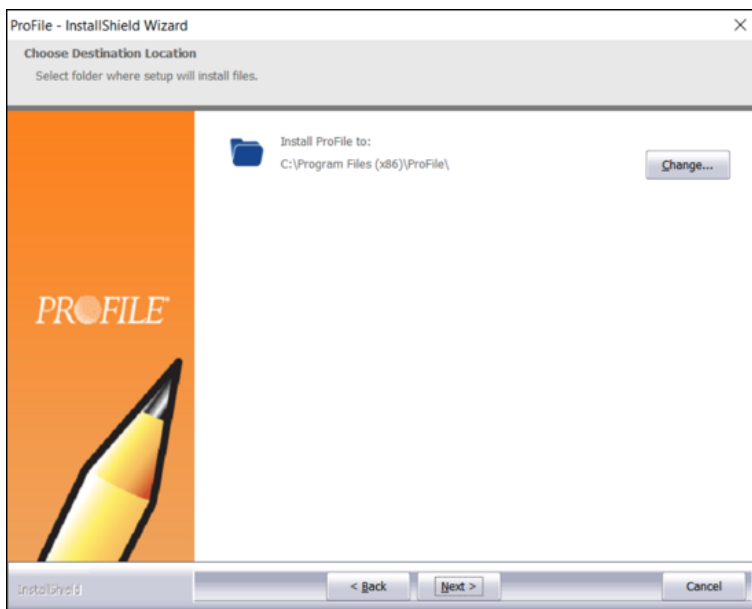 ProFile - InstallShield Wizard
Choose Destination Location
Select folder where setup will install files.
Install ProFile to:
C:\Program Files (x86)\ProFile\
Change...
PROFILE
InstallShield
< Back
Next >
Cancel